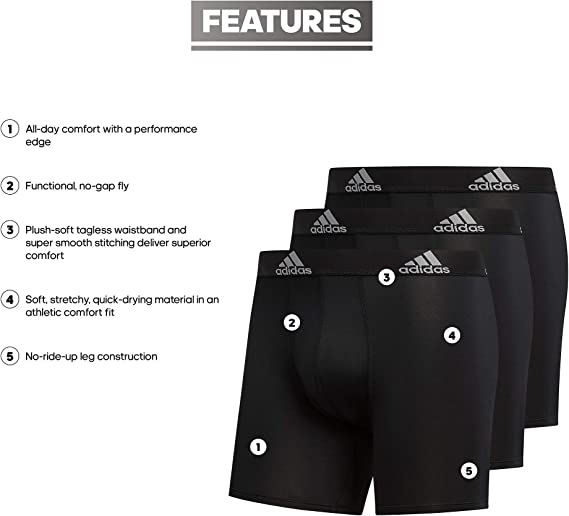 FEATURES
1 All-day comfort with a performance
edge
2 Functional, no-gap fly
3 Plush-soft tagless waistband and
super smooth stitching deliver superior
comfort
4 Soft, stretchy, quick-drying material in an
athletic comfort fit
5 No-ride-up leg construction
adidas adidas
adidas adidas
adidas adidas
3
2
4
1
5